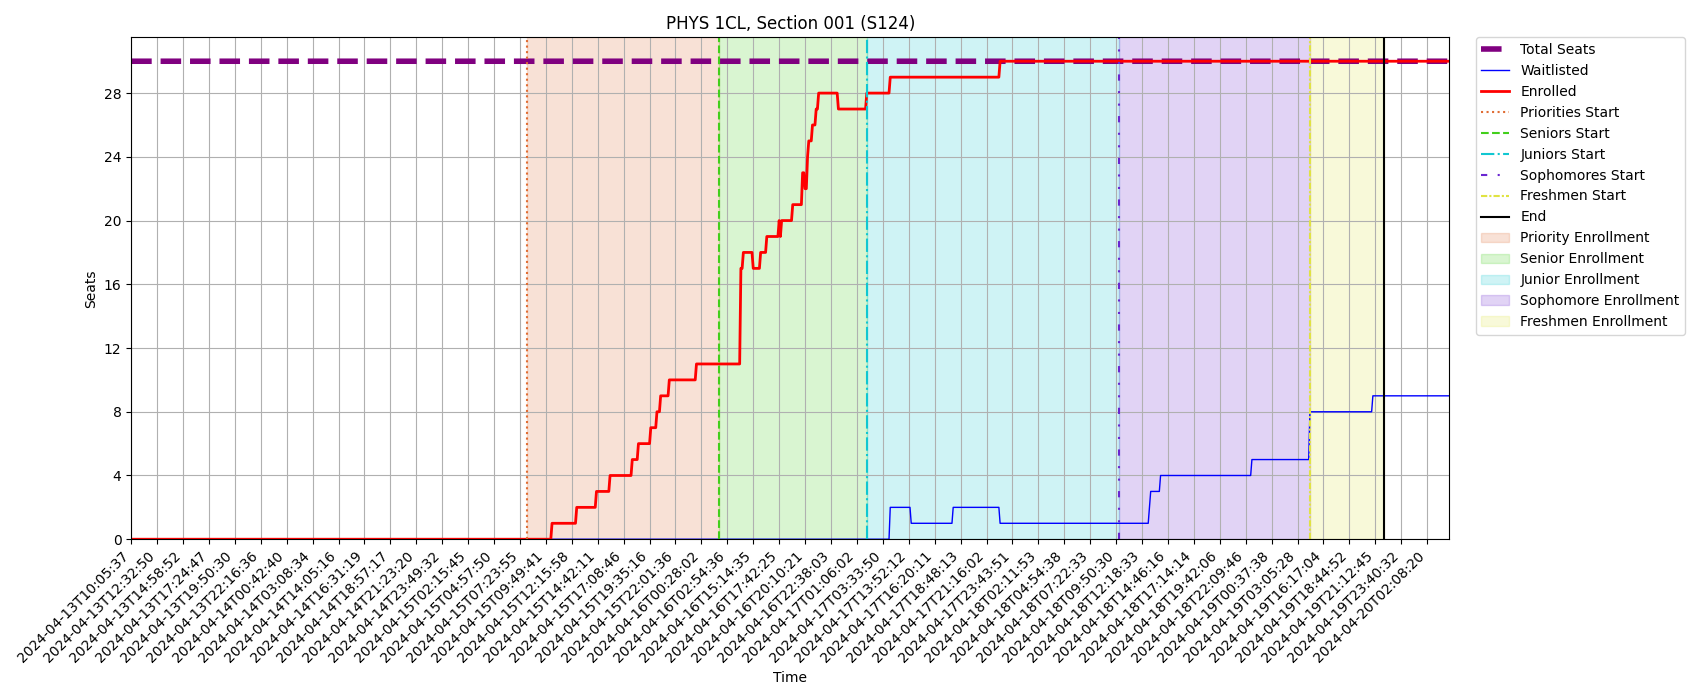 PHYS 1CL, Section 001 (S124)
Total Seats
Waitlisted
Enrolled
Priorities Start
Seniors Start
Juniors Start
Sophomores Start
Freshmen Start
End
Priority Enrollment
Senior Enrollment
Junior Enrollment
Sophomore Enrollment
Freshmen Enrollment
Seats
28
24
20
16
12
8
4
0
2024-04-13T10:05:37
2024-04-13T12:32:50
2024-04-13T14:58:52
2024-04-13T17:24:47
2024-04-13T19:50:30
2024-04-13T22:16:36
2024-04-14T00:42:40
2024-04-14T03:08:34
2024-04-14T14:05:16
2024-04-14T16:31:19
2024-04-14T18:57:17
2024-04-14T21:23:20
2024-04-14T23:49:32
2024-04-15T02:15:45
2024-04-15T04:57:50
2024-04-15T07:23:55
2024-04-15T09:49:41
2024-04-15T12:15:58
2024-04-15T14:42:11
2024-04-15T17:08:46
2024-04-15T19:35:16
2024-04-15T22:01:36
2024-04-16T00:28:02
2024-04-16T02:54:36
2024-04-16T15:14:35
2024-04-16T17:42:25
2024-04-16T20:10:21
2024-04-16T22:38:03
2024-04-17T01:06:02
2024-04-17T03:33:50
2024-04-17T13:52:12
2024-04-17T16:20:11
2024-04-17T18:48:13
2024-04-17T21:16:02
2024-04-17T23:43:51
2024-04-18T02:11:53
2024-04-18T04:54:38
2024-04-18T07:22:33
2024-04-18T09:50:30
2024-04-18T12:18:33
2024-04-18T14:46:16
2024-04-18T17:14:14
2024-04-18T19:42:06
2024-04-18T22:09:46
2024-04-19T00:37:38
2024-04-19T03:05:28
2024-04-19T16:17:04
2024-04-19T18:44:52
2024-04-19T21:12:45
2024-04-19T23:40:32
2024-04-20T02:08:20
Time